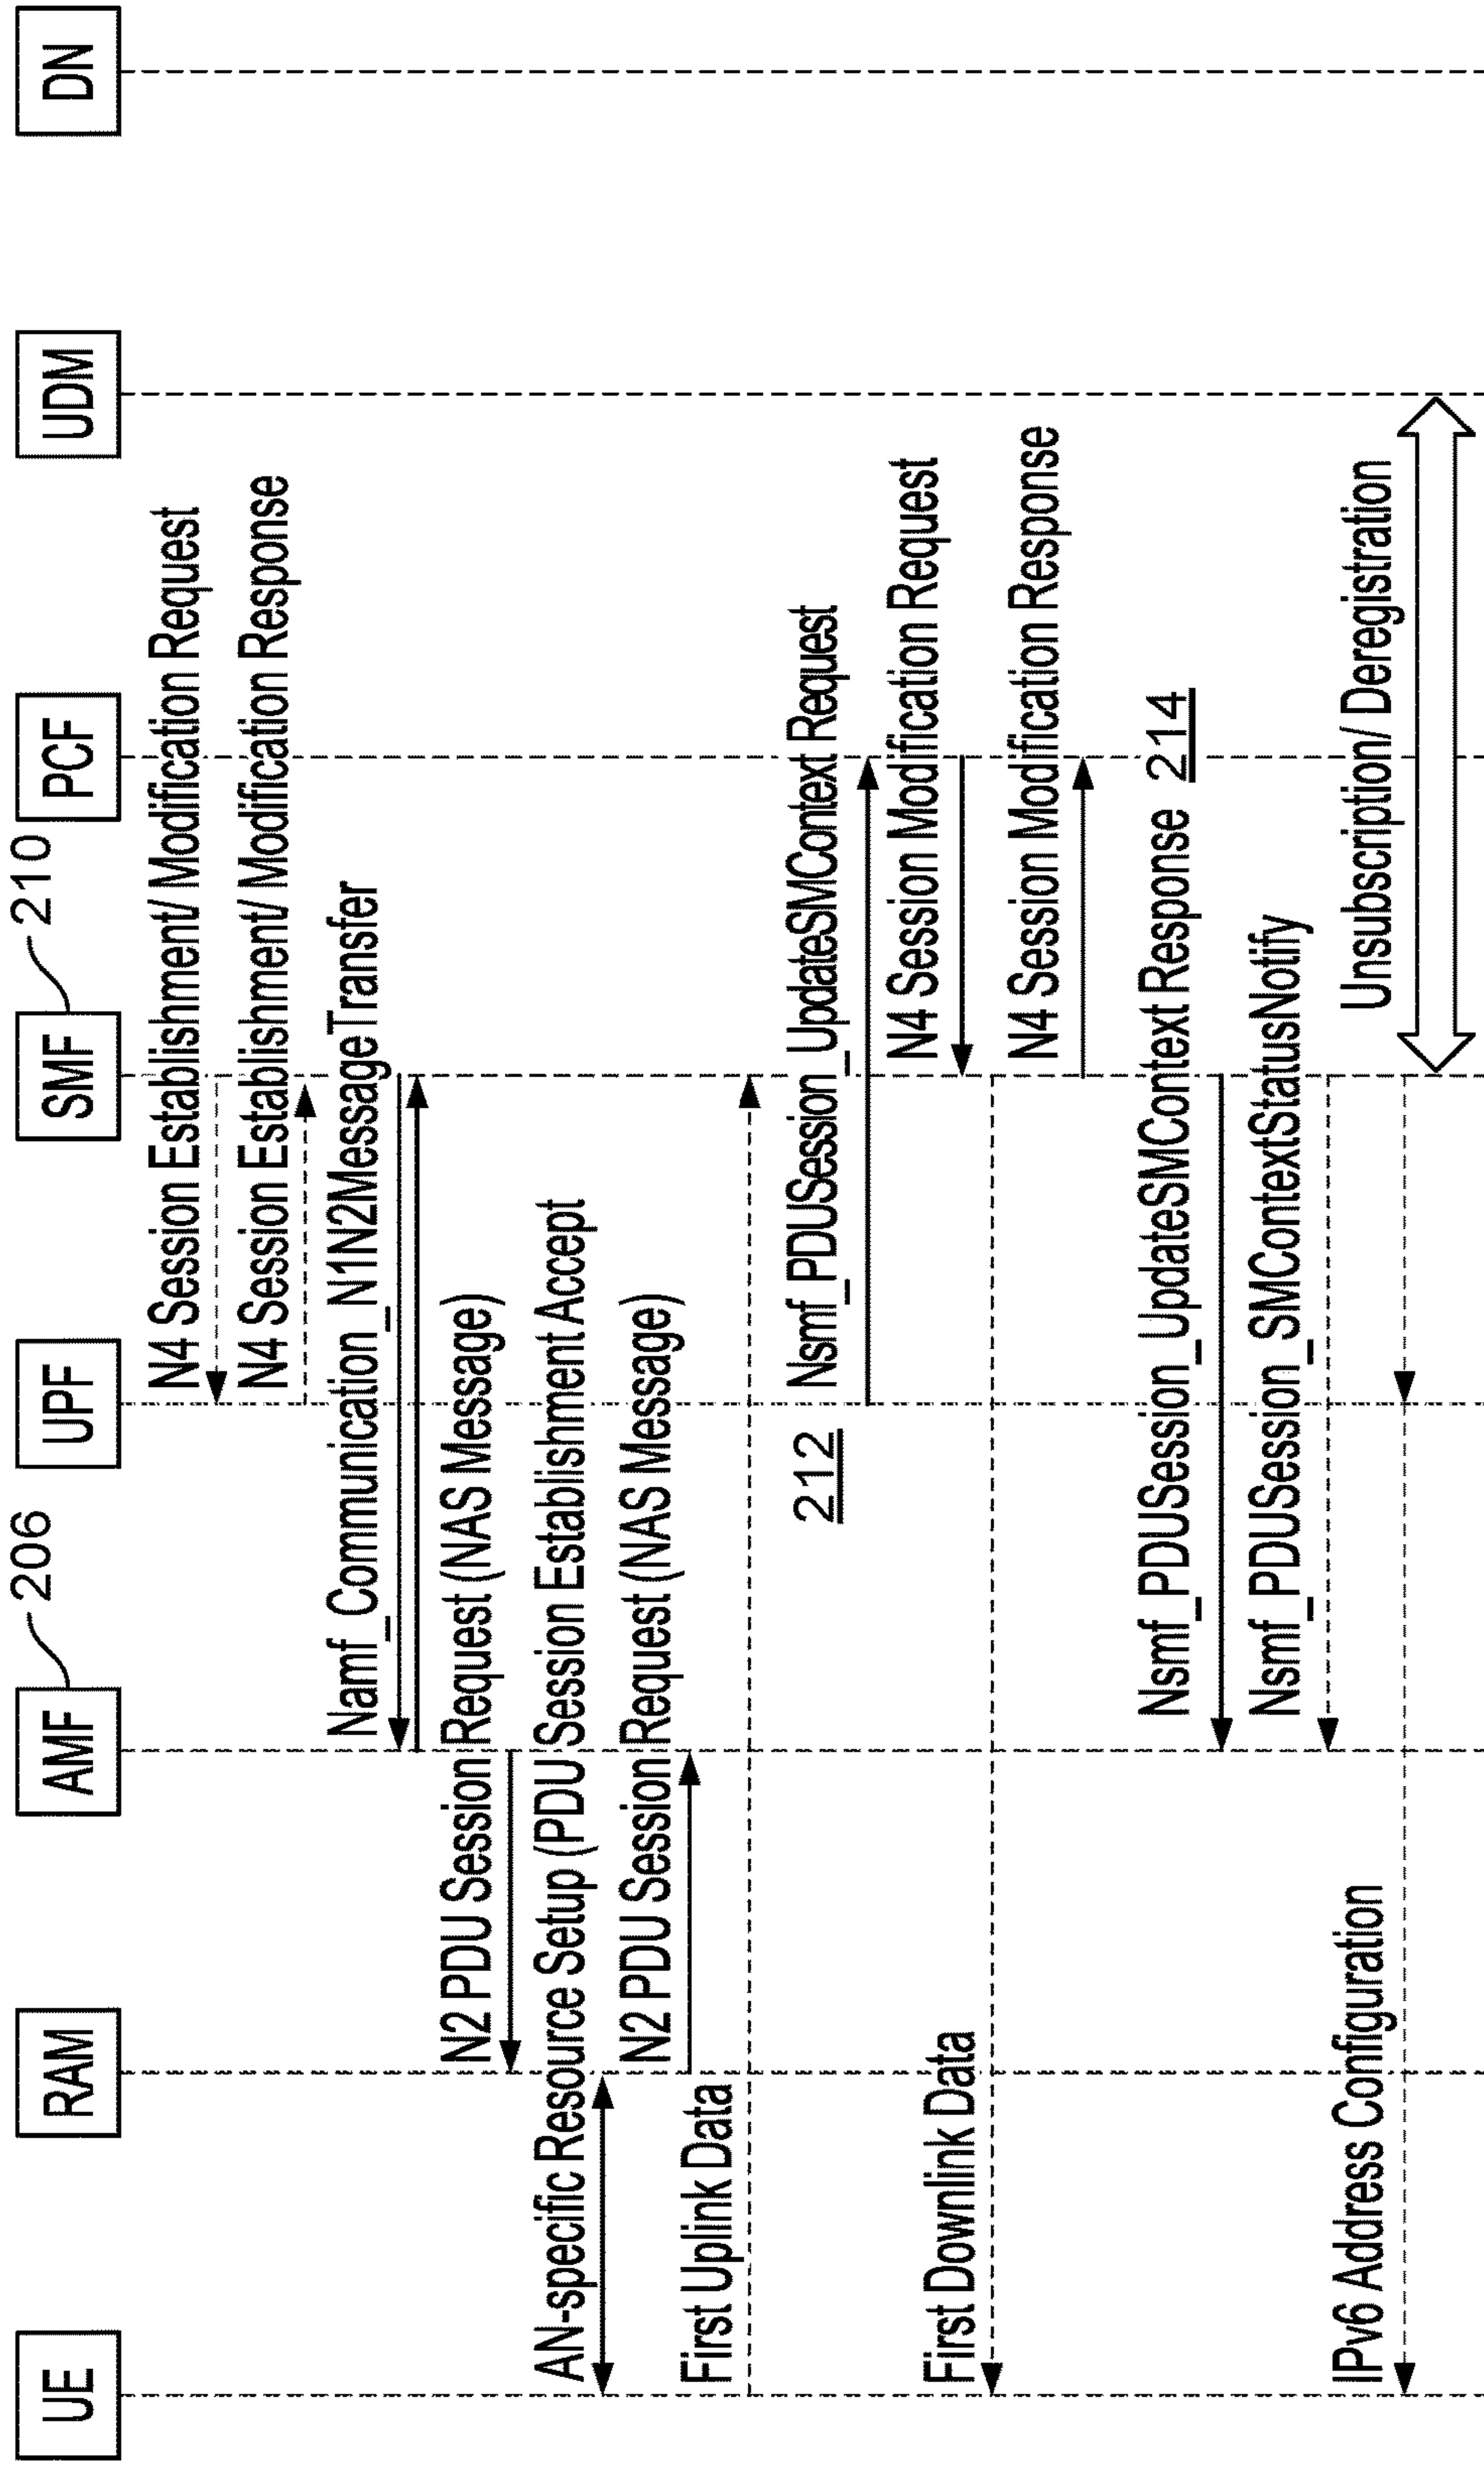 UE
RAM
AMF
206
UPF
SMF
210
PCF
UDM
DN
N4 Session Establishment/ Modification Request
N4 Session Establishment/ Modification Response
Namf_Communication_N1N2MessageTransfer
N2 PDU Session Request (NAS Message)
AN-specific Resource Setup (PDU Session Establishment Accept
N2 PDU Session Request (NAS Message)
First Uplink Data
212
Nsmf_PDUSession_UpdateSMContext Request
N4 Session Modification Request
First Downlink Data
N4 Session Modification Response
Nsmf_PDUSession_UpdateSMContext Response
214
Nsmf_PDUSession_SMContextStatusNotify
IPv6 Address Configuration
Unsubscription/ Deregistration